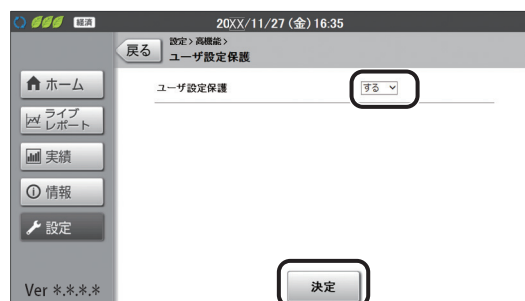 経済
20XX/11/27 (金) 16:35
戻る
設定> 高機能>
ユーザ設定保護
ホーム
ライブ
レポート
実績
情報
設定
ユーザ設定保護
する
決定
Ver *.*.*.*